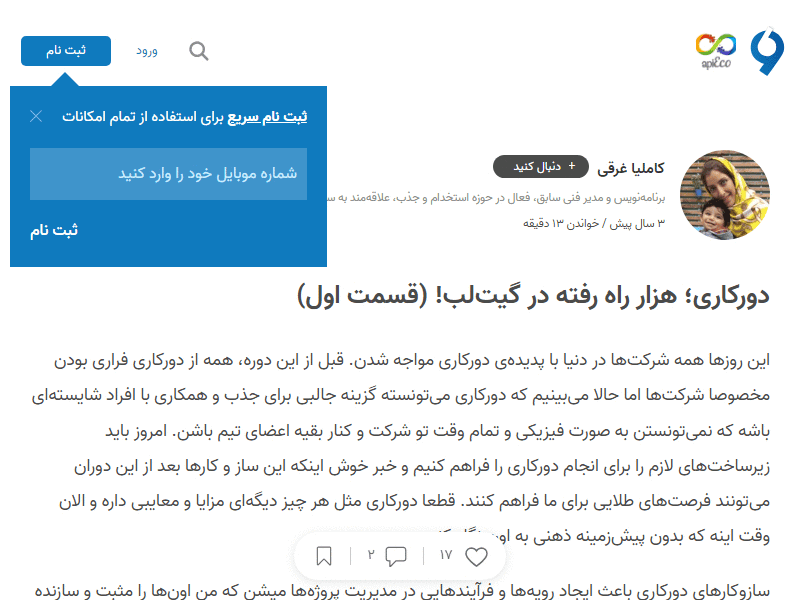 ثبت نام
ورود
apiEco
ثبت نام سریع برای استفاده از تمام امکانات
شماره موبایل خود را وارد کنید
ثبت نام
کاملیا غرقی
+ دنبال کنید
برنامه‌نویس و مدیر فنی سابق، فعال در حوزه استخدام و جذب، علاقه‌مند به
۳ سال پیش / خواندن ۱۳ دقیقه
دورکاری؛ هزار راه رفته در گیت‌لب! (قسمت اول)
این روزها همه شرکت‌ها در دنیا با پدیده‌ی دورکاری مواجه شدن. قبل از این دوره، همه از دورکاری فراری بودن
مخصوصا شرکت‌ها اما حالا می‌بینیم که دورکاری می‌تونسته گزینه جالبی برای جذب و همکاری با افراد شایسته‌ای
باشه که نمی‌تونستن به صورت فیزیکی و تمام وقت تو شرکت و کنار بقیه اعضای تیم باشن. امروز باید
زیرساخت‌های لازم را برای انجام دورکاری را فراهم کنیم و خبر خوش اینکه این ساز و کارها بعد از این دوران
می‌تونند فرصت‌های طلایی برای ما فراهم کنند. قطعا دورکاری مثل هر چیز دیگه‌ای مزایا و معایبی داره و الان
وقت اینه که بدون پیش‌زمینه ذهنی به
۱۷
۲
سازوکارهای دورکاری باعث ایجاد رویه‌ها و فرآیندهایی در مدیریت پروژه‌ها میشن که من اون‌ها را مثبت و سازنده